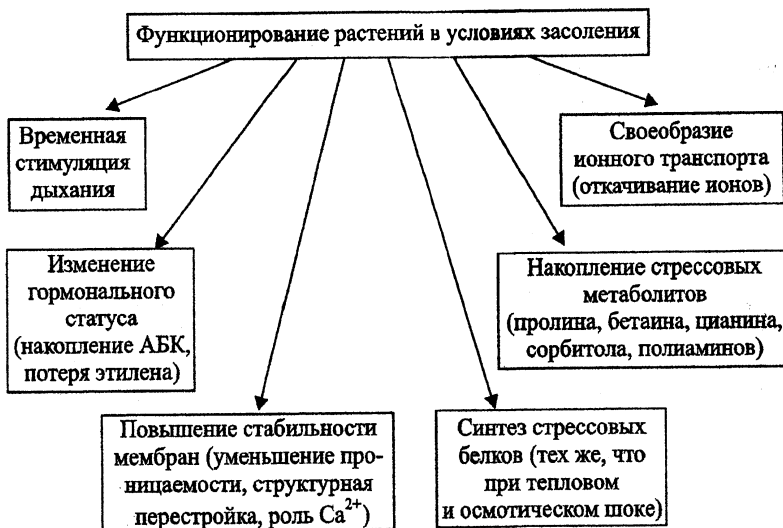 Функционирование растений в условиях засоления
Временная
стимуляция
дыхания
Своеобразие
ионного транспорта
(откачивание ионов)
Изменение
гормонального
статуса
(накопление АБК,
потеря этилена)
Накопление стрессовых
метаболитов
(пролина, бетаина, цианина,
сорбитола, полиаминов)
Повышение стабильности
мембран (уменьшение про-
ницаемости, структурная
перестройка, роль Ca²⁺)
Синтез стрессовых
белков (тех же, что
при тепловом
и осмотическом шоке)